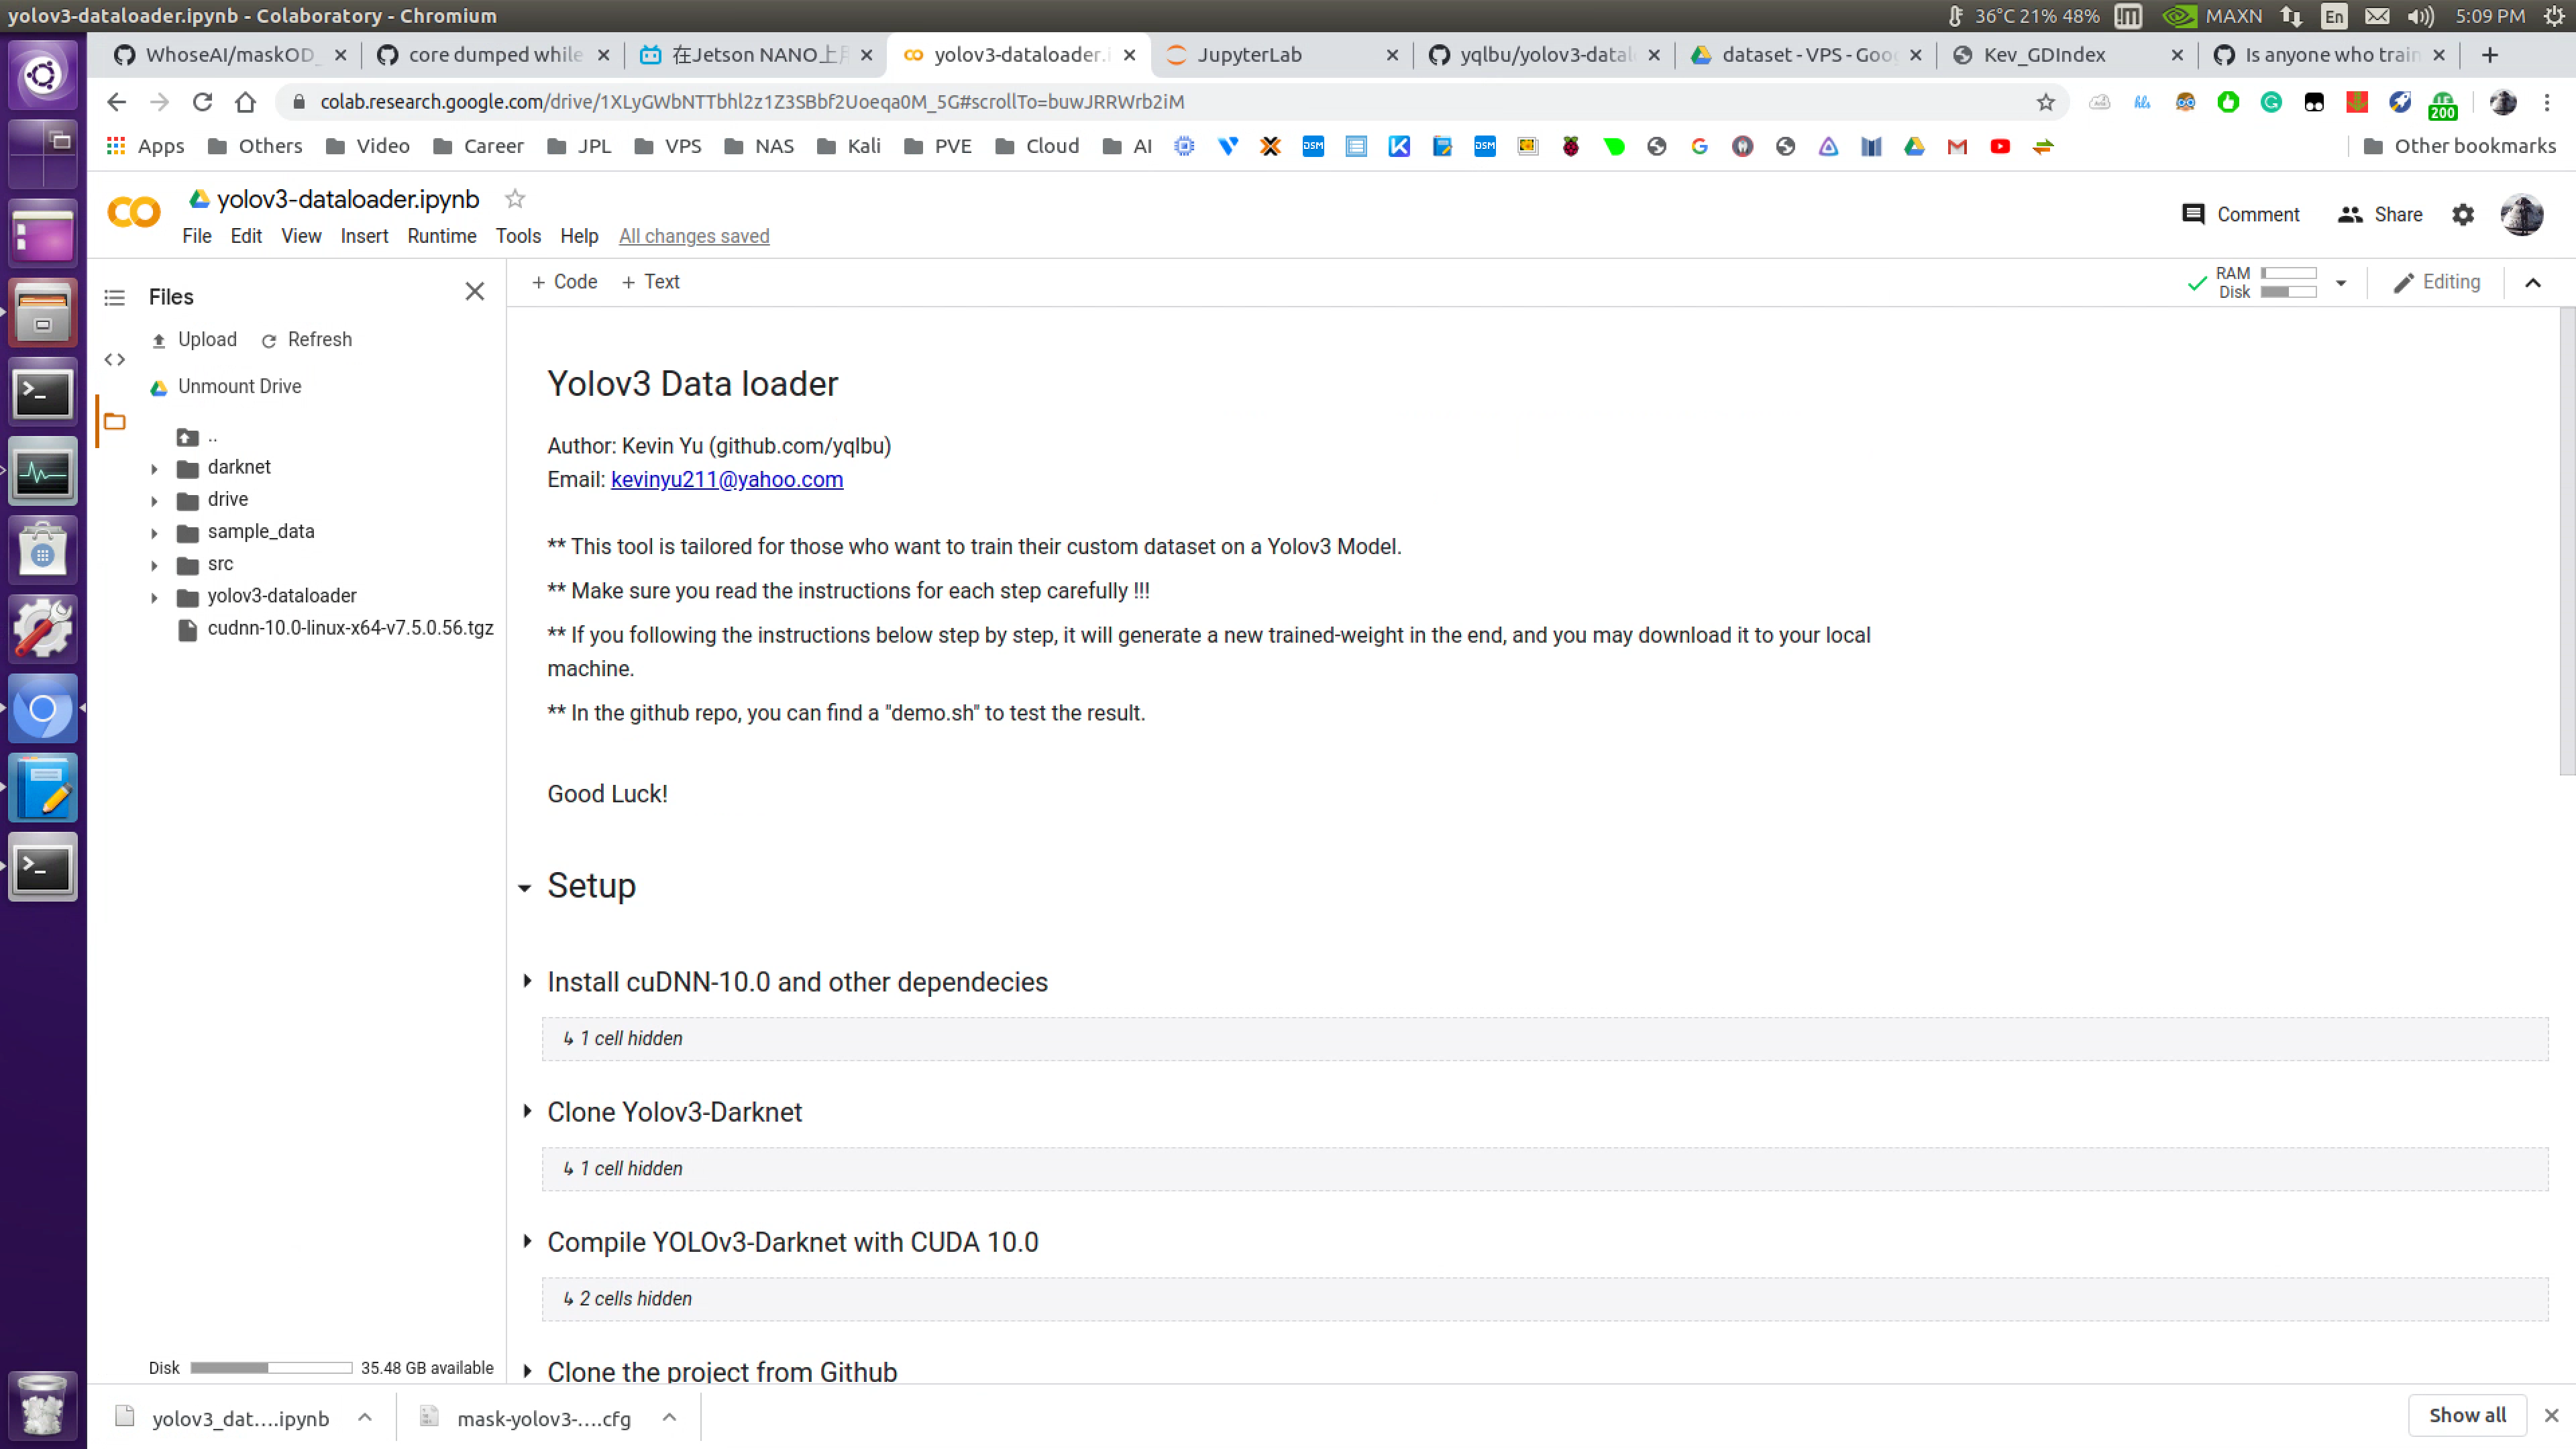 yolov3-dataloader.ipynb - Colaboratory - Chromium
36°C 21% 48%
MAXN
En
5:09 PM
WhoseAI/maskOD_
core dumped while
在Jetson NANO上
yolov3-dataloader.i
JupyterLab
yqlbu/yolov3-datal
dataset - VPS - Goo
Kev_GDIndex
Is anyone who train
colab.research.google.com/drive/1XLyGWbNTTbhl2z1Z3SBbf2Uoeqa0M_5G#scrollTo=buwJRRWrb2iM
hls
200
Apps
Others
Video
Career
JPL
VPS
NAS
Kali
PVE
Cloud
AI
DSM
DSM
Other bookmarks
yolov3-dataloader.ipynb
File Edit View Insert Runtime Tools Help All changes saved
Comment
Share
Files
Upload
Refresh
Unmount Drive
..
darknet
drive
sample_data
src
yolov3-dataloader
cudnn-10.0-linux-x64-v7.5.0.56.tgz
Disk
35.48 GB available
+ Code
+ Text
RAM
Disk
Editing
Yolov3 Data loader
Author: Kevin Yu (github.com/yqlbu)
Email: kevinyu211@yahoo.com
** This tool is tailored for those who want to train their custom dataset on a Yolov3 Model.
** Make sure you read the instructions for each step carefully !!!
** If you following the instructions below step by step, it will generate a new trained-weight in the end, and you may download it to your local
machine.
** In the github repo, you can find a "demo.sh" to test the result.
Good Luck!
Setup
Install cuDNN-10.0 and other dependecies
↳ 1 cell hidden
Clone Yolov3-Darknet
↳ 1 cell hidden
Compile YOLOv3-Darknet with CUDA 10.0
↳ 2 cells hidden
Clone the project from Github
yolov3_dat....ipynb
mask-yolov3-....cfg
Show all